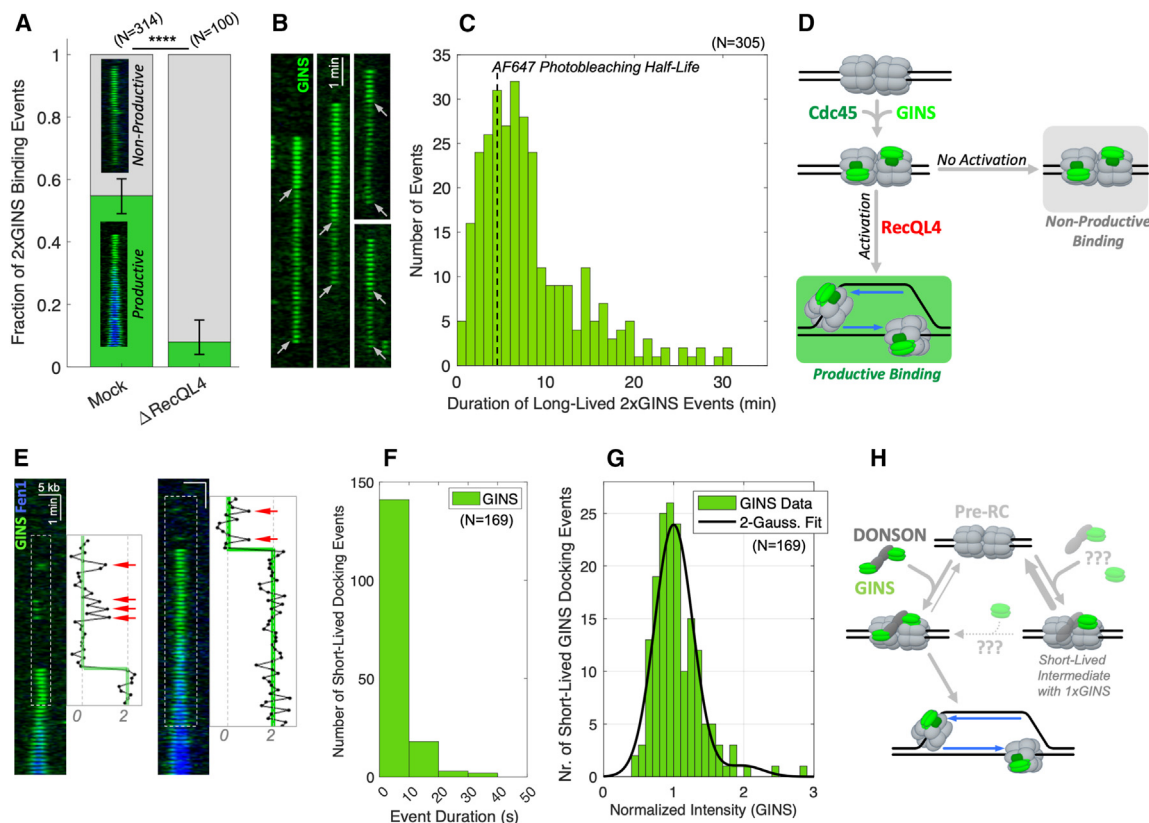 A
(N=314)
****
(N=100)
Fraction of 2xGINS Binding Events
1
0.8
0.6
0.4
0.2
0
Non-Productive
Productive
Mock
ΔRecQL4
B
GINS
1 min
C
(N=305)
AF647 Photobleaching Half-Life
Number of Events
35
30
25
20
15
10
5
0
0
10
20
30
Duration of Long-Lived 2xGINS Events (min)
D
Cdc45
GINS
No Activation
Activation
RecQL4
Non-Productive
Binding
Productive Binding
E
GINS Fen1
5 kb
1 min
0
2
0
2
F
Number of Short-Lived Docking Events
150
100
50
0
GINS
(N=169)
0
10
20
30
40
50
Event Duration (s)
G
Nr. of Short-Lived GINS Docking Events
25
20
15
10
5
0
GINS Data
2-Gauss. Fit
(N=169)
0
1
2
3
Normalized Intensity (GINS)
H
Pre-RC
DONSON
GINS
???
???
Short-Lived
Intermediate
with 1xGINS